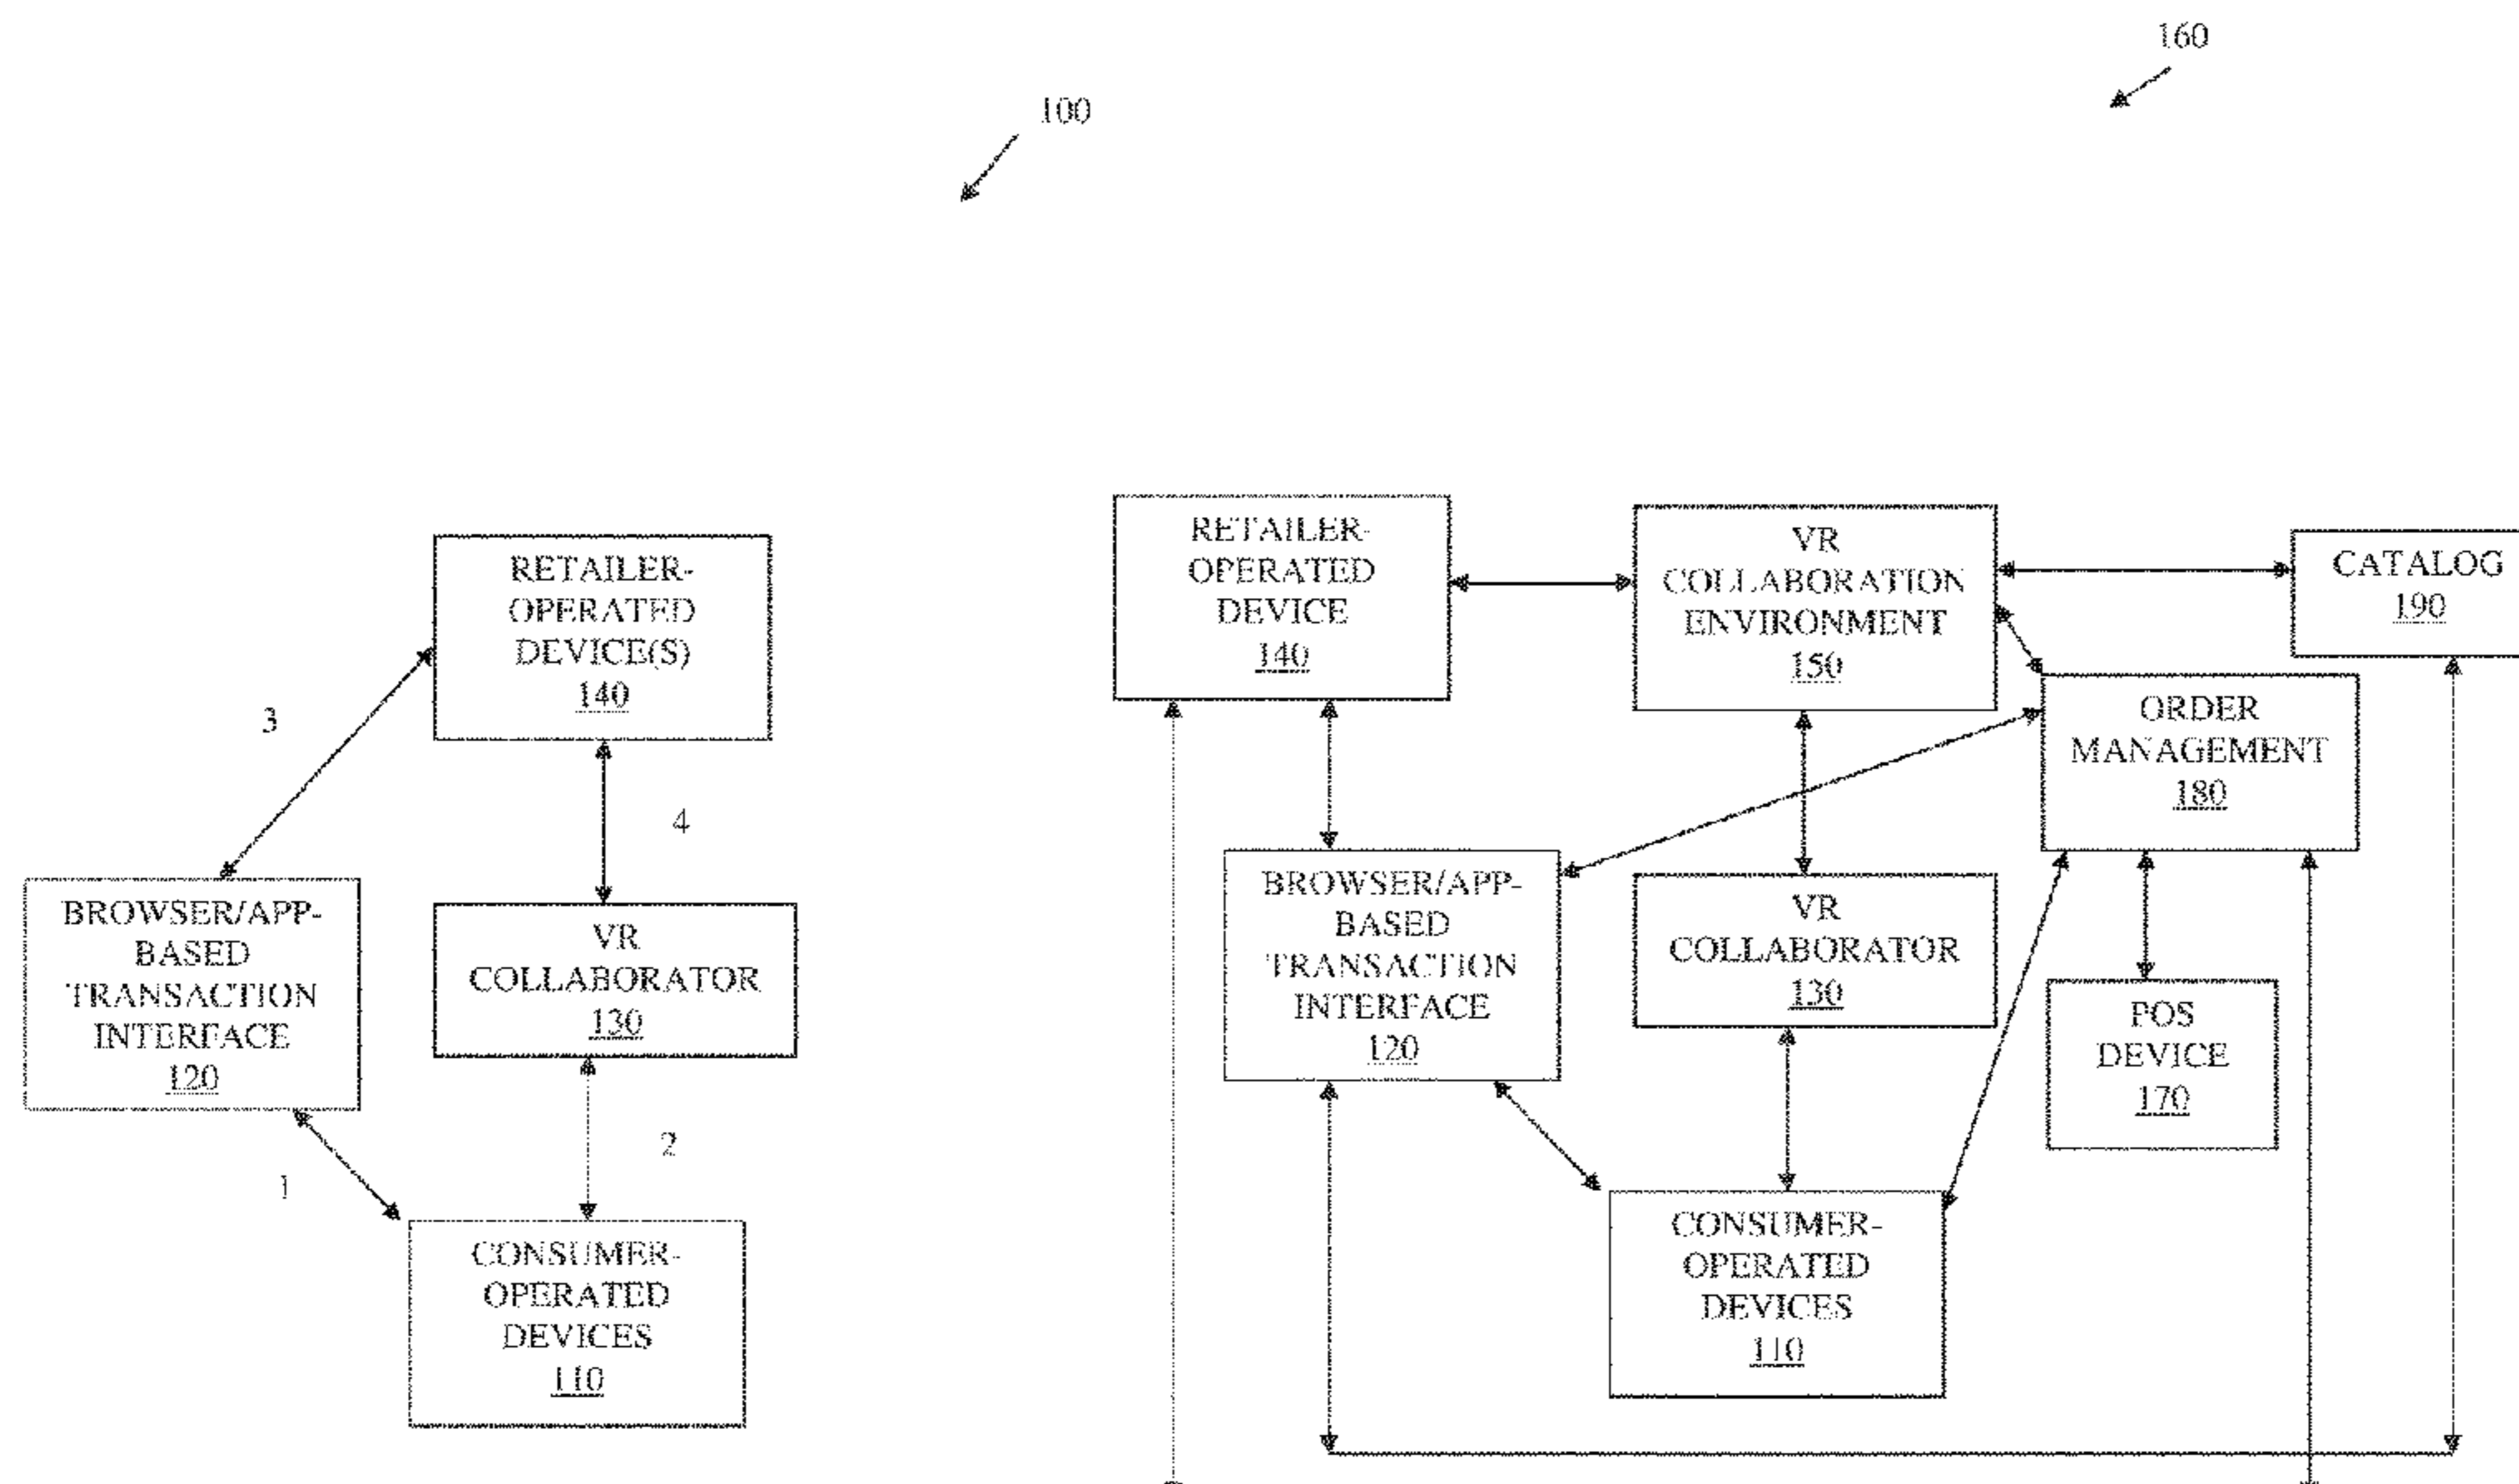 160
100
RETAILER-
OPERATED
DEVICE(S)
140
3
4
BROWSER/APP-
BASED
TRANSACTION
INTERFACE
120
VR
COLLABORATOR
130
1
2
CONSUMER-
OPERATED
DEVICES
110
RETAILER-
OPERATED
DEVICE
140
VR
COLLABORATION
ENVIRONMENT
150
CATALOG
190
ORDER
MANAGEMENT
180
BROWSER/APP-
BASED
TRANSACTION
INTERFACE
120
VR
COLLABORATOR
130
POS
DEVICE
170
CONSUMER-
OPERATED
DEVICES
110